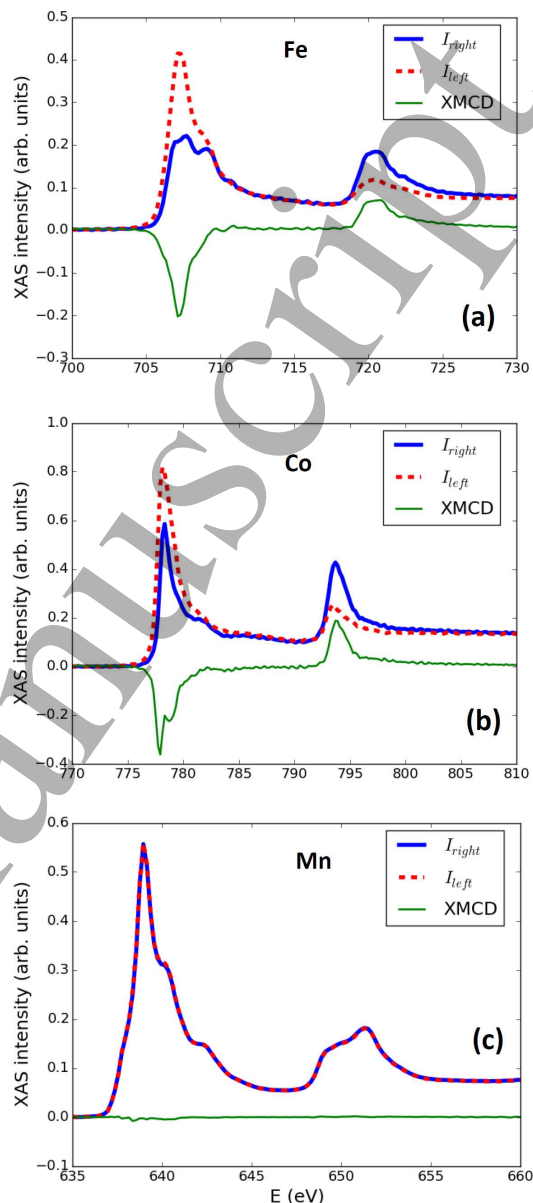 0.5
0.4
0.3
0.2
0.1
0.0
−0.1
−0.2
−0.3
XAS intensity (arb. units)
Fe
I_right
I_left
XMCD
(a)
700 705 710 715 720 725 730
1.0
0.8
0.6
0.4
0.2
0.0
−0.2
−0.4
XAS intensity (arb. units)
Co
I_right
I_left
XMCD
(b)
770 775 780 785 790 795 800 805 810
0.6
0.5
0.4
0.3
0.2
0.1
0.0
−0.1
XAS intensity (arb. units)
Mn
I_right
I_left
XMCD
(c)
635 640 645 650 655 660
E (eV)
anuscript